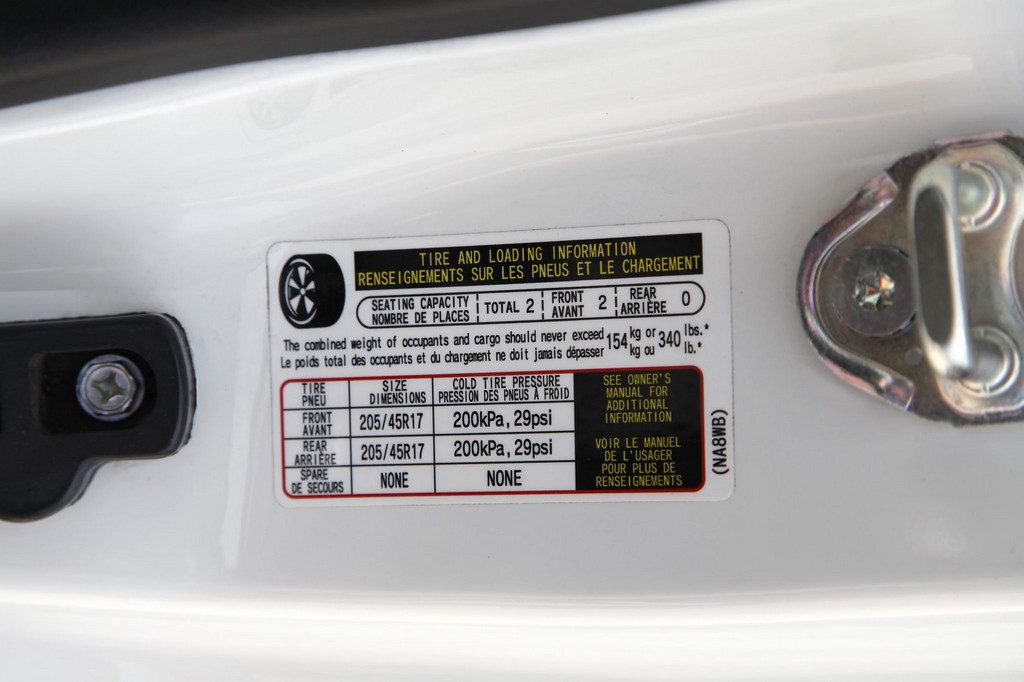 TIRE AND LOADING INFORMATION
RENSEIGNEMENTS SUR LES PNEUS ET LE CHARGEMENT
SEATING CAPACITY TOTAL 2 FRONT 2 REAR 0
NOMBRE DE PLACES AVANT ARRIÈRE
The combined weight of occupants and cargo should never exceed 154 kg or 340 lbs.*
Le poids total des occupants et du chargement ne doit jamais dépasser kg ou lb.*
TIRE SIZE COLD TIRE PRESSURE
PNEU DIMENSIONS PRESSION DES PNEUS À FROID
FRONT
AVANT 205/45R17 200kPa, 29psi
REAR
ARRIÈRE 205/45R17 200kPa, 29psi
SPARE
DE SECOURS NONE NONE
SEE OWNER'S
MANUAL FOR
ADDITIONAL
INFORMATION
VOIR LE MANUEL
DE L'USAGER
POUR PLUS DE
RENSEIGNEMENTS
(NA8WB)